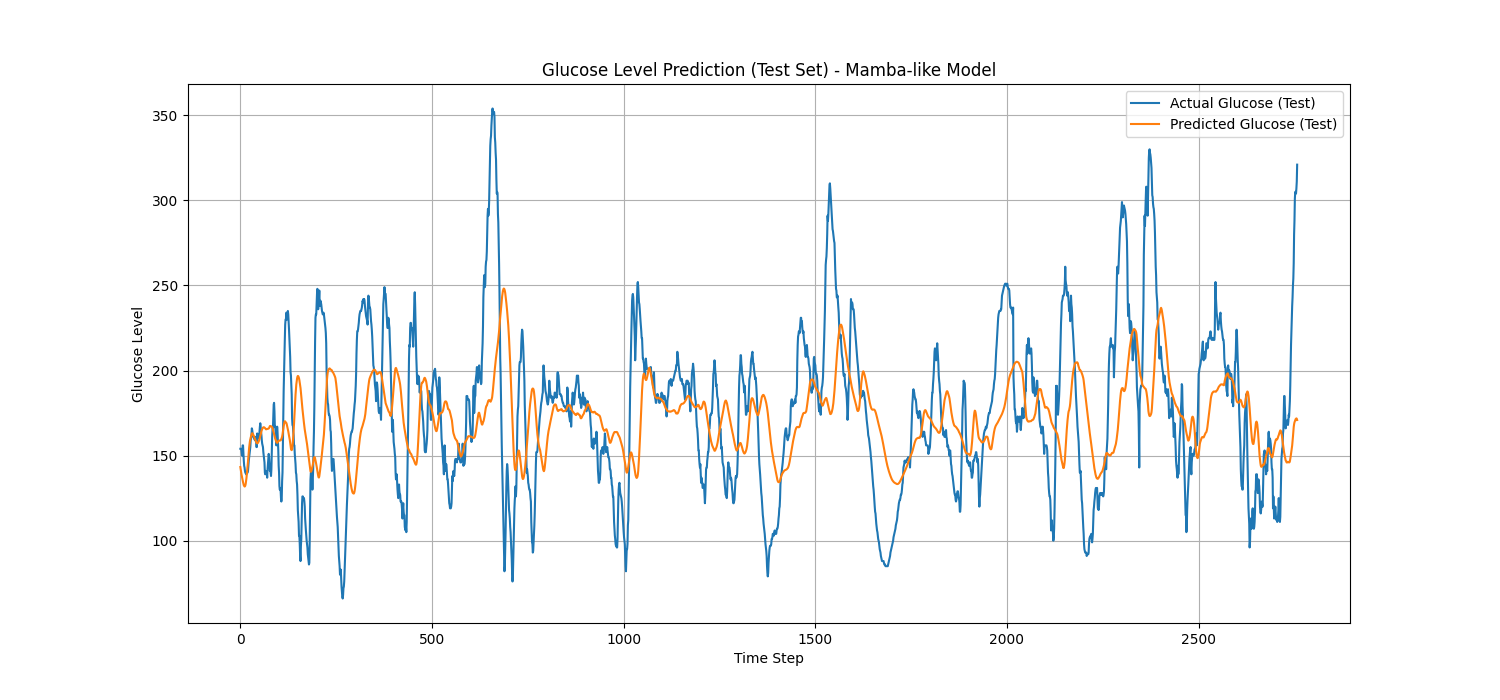 Glucose Level Prediction (Test Set) - Mamba-like Model
Actual Glucose (Test)
Predicted Glucose (Test)
Glucose Level
350
300
250
200
150
100
0
500
1000
1500
2000
2500
Time Step